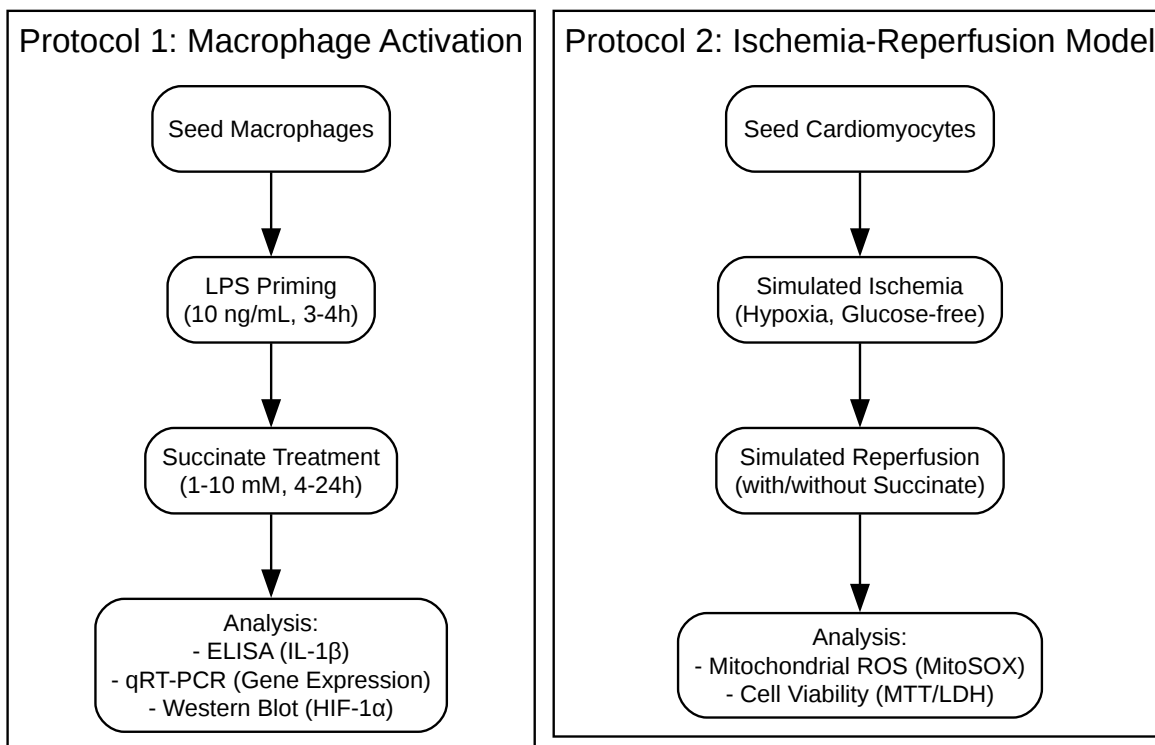 Protocol 1: Macrophage Activation
Seed Macrophages
LPS Priming
(10 ng/mL, 3-4h)
Succinate Treatment
(1-10 mM, 4-24h)
Analysis:
- ELISA (IL-1β)
- qRT-PCR (Gene Expression)
- Western Blot (HIF-1α)
Protocol 2: Ischemia-Reperfusion Model
Seed Cardiomyocytes
Simulated Ischemia
(Hypoxia, Glucose-free)
Simulated Reperfusion
(with/without Succinate)
Analysis:
- Mitochondrial ROS (MitoSOX)
- Cell Viability (MTT/LDH)